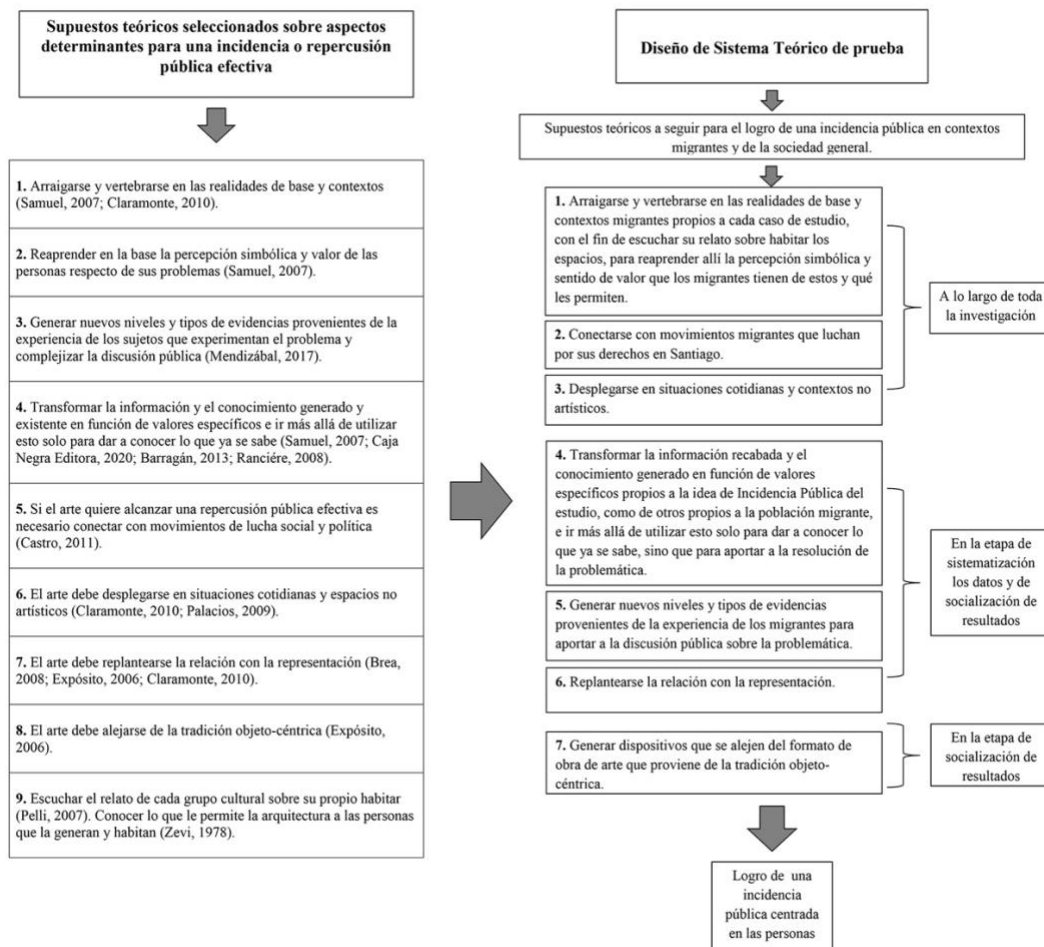 Supuestos teóricos seleccionados sobre aspectos
determinantes para una incidencia o repercusión
pública efectiva
1. Arraigarse y vertebrarse en las realidades de base y contextos
(Samuel, 2007; Claramonte, 2010).
2. Reaprender en la base la percepción simbólica y valor de las
personas respecto de sus problemas (Samuel, 2007).
3. Generar nuevos niveles y tipos de evidencias provenientes de la
experiencia de los sujetos que experimentan el problema y
complejizar la discusión pública (Mendizábal, 2017).
4. Transformar la información y el conocimiento generado y
existente en función de valores específicos e ir más allá de utilizar
esto solo para dar a conocer lo que ya se sabe (Samuel, 2007; Caja
Negra Editora, 2020; Barragán, 2013; Ranciére, 2008).
5. Si el arte quiere alcanzar una repercusión pública efectiva es
necesario conectar con movimientos de lucha social y política
(Castro, 2011).
6. El arte debe desplegarse en situaciones cotidianas y espacios no
artísticos (Claramonte, 2010; Palacios, 2009).
7. El arte debe replantearse la relación con la representación (Brea,
2008; Expósito, 2006; Claramonte, 2010).
8. El arte debe alejarse de la tradición objeto-céntrica (Expósito,
2006).
9. Escuchar el relato de cada grupo cultural sobre su propio habitar
(Pelli, 2007). Conocer lo que le permite la arquitectura a las personas
que la generan y habitan (Zevi, 1978).
Diseño de Sistema Teórico de prueba
Supuestos teóricos a seguir para el logro de una incidencia pública en contextos
migrantes y de la sociedad general.
1. Arraigarse y vertebrarse en las realidades de base y
contextos migrantes propios a cada caso de estudio,
con el fin de escuchar su relato sobre habitar los
espacios, para reaprender allí la percepción simbólica y
sentido de valor que los migrantes tienen de estos y qué
les permiten.
2. Conectarse con movimientos migrantes que luchan
por sus derechos en Santiago.
3. Desplegarse en situaciones cotidianas y contextos no
artísticos.
A lo largo de toda
la investigación
4. Transformar la información recabada y el
conocimiento generado en función de valores
específicos propios a la idea de Incidencia Pública del
estudio, como de otros propios a la población migrante,
e ir más allá de utilizar esto solo para dar a conocer lo
que ya se sabe, sino que para aportar a la resolución de
la problemática.
5. Generar nuevos niveles y tipos de evidencias
provenientes de la experiencia de los migrantes para
aportar a la discusión pública sobre la problemática.
6. Replantearse la relación con la representación.
En la etapa de
sistematización
los datos y de
socialización de
resultados
7. Generar dispositivos que se alejen del formato de
obra de arte que proviene de la tradición objeto-
céntrica.
En la etapa de
socialización de
resultados
Logro de una
incidencia
pública centrada
en las personas